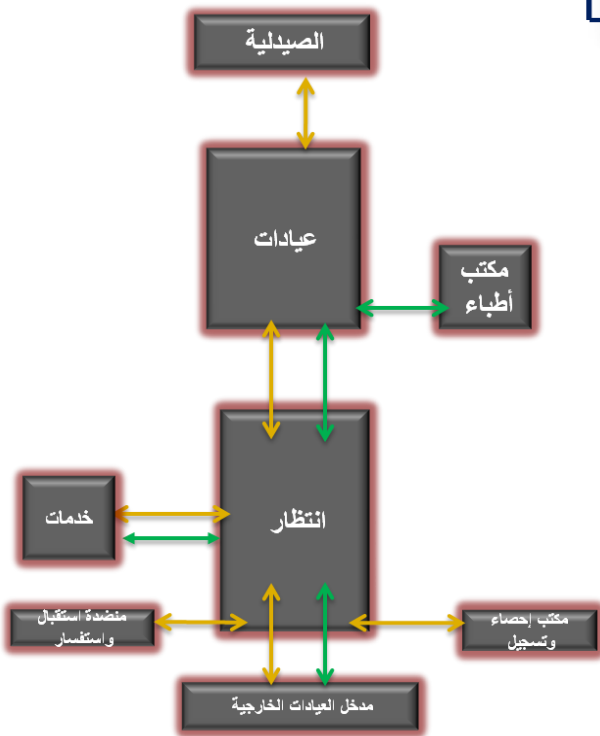 الصيدلية
عيادات
مكتب
أطباء
انتظار
خدمات
منضدة استقبال
واستفسار
مكتب إحصاء
وتسجيل
مدخل العيادات الخارجية